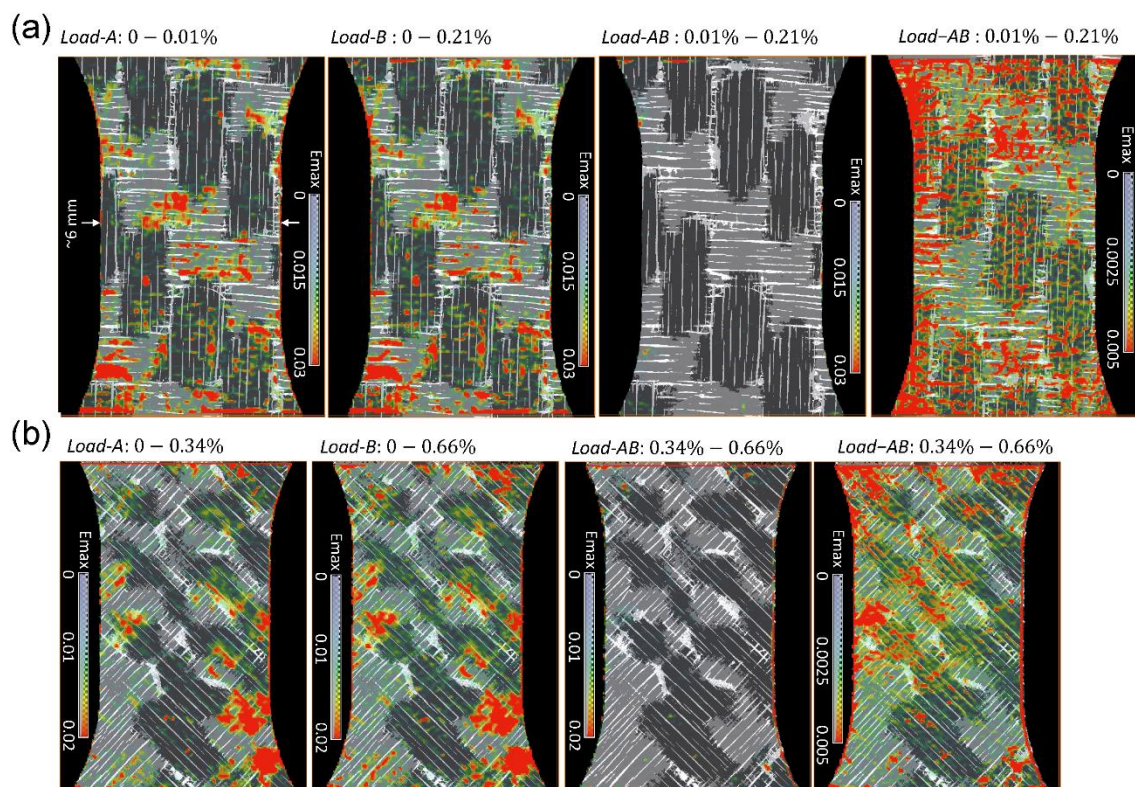 (a)
Load-A: 0 – 0.01%
Load-B : 0 – 0.21%
Load-AB : 0.01% – 0.21%
Load-AB : 0.01% – 0.21%
~6 mm
Emax
0
0.015
0.03
Emax
0
0.015
0.03
Emax
0
0.015
0.03
Emax
0
0.0025
0.005
(b)
Load-A: 0 – 0.34%
Load-B: 0 – 0.66%
Load-AB: 0.34% – 0.66%
Load-AB: 0.34% – 0.66%
Emax
0
0.01
0.02
Emax
0
0.01
0.02
Emax
0
0.01
0.02
Emax
0
0.0025
0.005